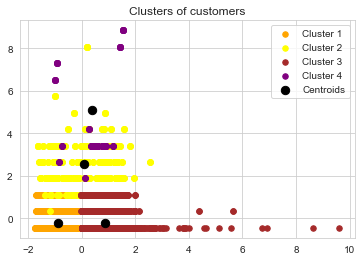 Clusters of customers
Cluster 1
Cluster 2
Cluster 3
Cluster 4
Centroids
8
6
4
2
0
−2 0 2 4 6 8 10